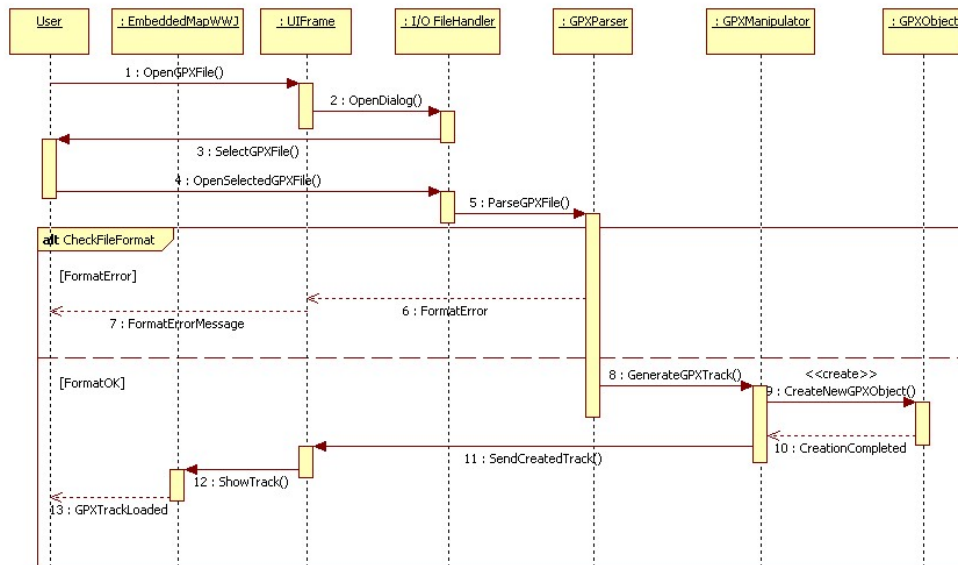 User
: EmbeddedMapWWJ
: UIFrame
: I/O FileHandler
: GPXParser
: GPXManipulator
: GPXObject
1 : OpenGPXFile()
2 : OpenDialog()
3 : SelectGPXFile()
4 : OpenSelectedGPXFile()
5 : ParseGPXFile()
alt CheckFileFormat
[FormatError]
6 : FormatError
7 : FormatErrorMessage
[FormatOK]
8 : GenerateGPXTrack()
<<create>>
9 : CreateNewGPXObject()
10 : CreationCompleted
11 : SendCreatedTrack()
12 : ShowTrack()
13 : GPXTrackLoaded